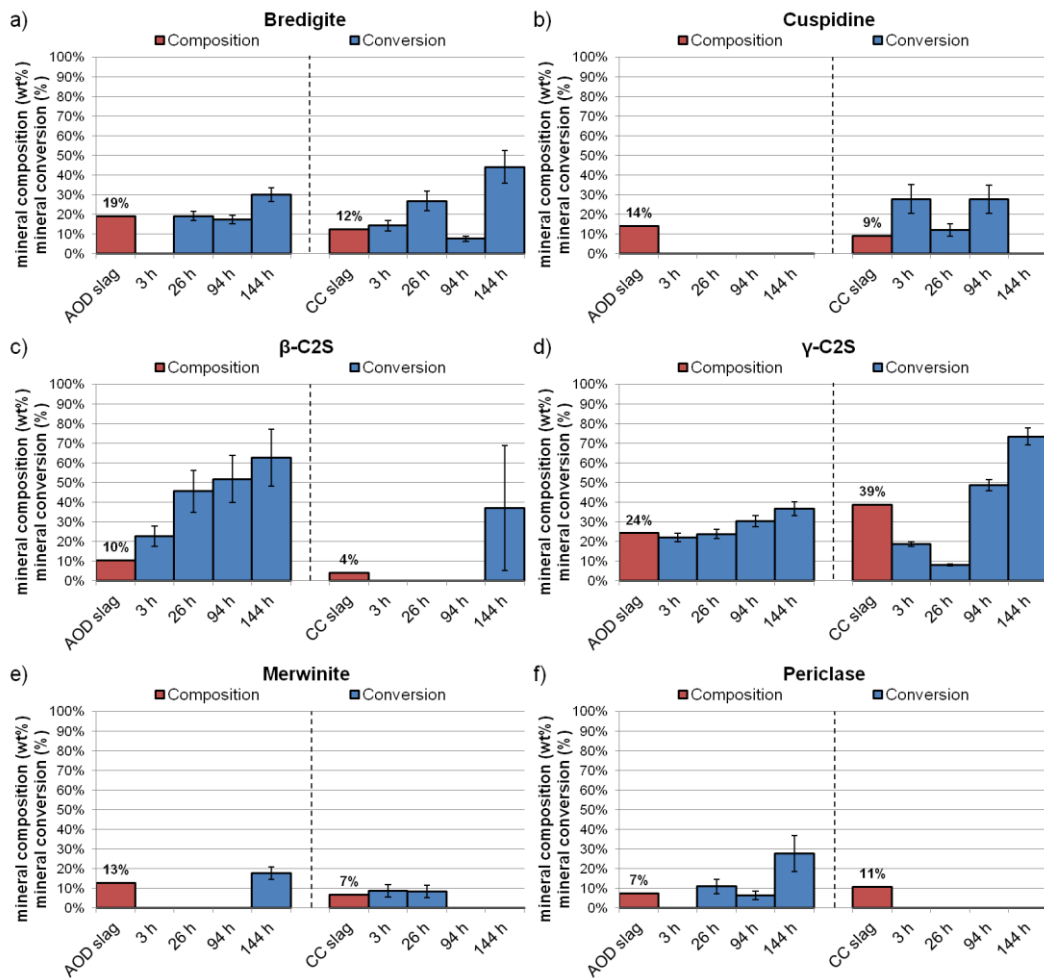 a) Bredigite
Composition Conversion
mineral composition (wt%)
mineral conversion (%)
100%
90%
80%
70%
60%
50%
40%
30%
20%
10%
0%
19%
12%
AOD slag 3 h 26 h 94 h 144 h CC slag 3 h 26 h 94 h 144 h
b) Cuspidine
Composition Conversion
mineral composition (wt%)
mineral conversion (%)
100%
90%
80%
70%
60%
50%
40%
30%
20%
10%
0%
14%
9%
AOD slag 3 h 26 h 94 h 144 h CC slag 3 h 26 h 94 h 144 h
c) β-C2S
Composition Conversion
mineral composition (wt%)
mineral conversion (%)
100%
90%
80%
70%
60%
50%
40%
30%
20%
10%
0%
10%
4%
AOD slag 3 h 26 h 94 h 144 h CC slag 3 h 26 h 94 h 144 h
d) γ-C2S
Composition Conversion
mineral composition (wt%)
mineral conversion (%)
100%
90%
80%
70%
60%
50%
40%
30%
20%
10%
0%
24%
39%
AOD slag 3 h 26 h 94 h 144 h CC slag 3 h 26 h 94 h 144 h
e) Merwinite
Composition Conversion
mineral composition (wt%)
mineral conversion (%)
100%
90%
80%
70%
60%
50%
40%
30%
20%
10%
0%
13%
7%
AOD slag 3 h 26 h 94 h 144 h CC slag 3 h 26 h 94 h 144 h
f) Periclase
Composition Conversion
mineral composition (wt%)
mineral conversion (%)
100%
90%
80%
70%
60%
50%
40%
30%
20%
10%
0%
7%
11%
AOD slag 3 h 26 h 94 h 144 h CC slag 3 h 26 h 94 h 144 h